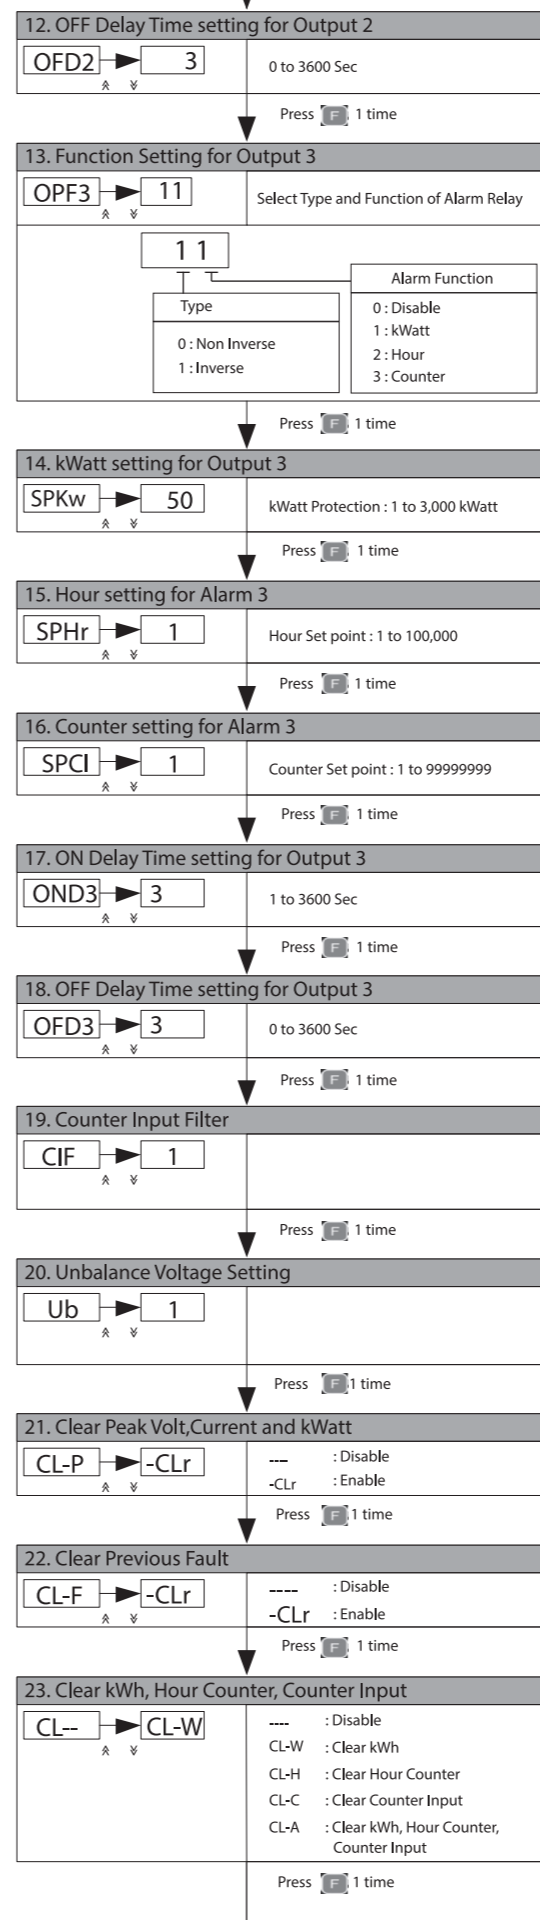 12. OFF Delay Time setting for Output 2
OFD2 3
0 to 3600 Sec
Press F 1 time
13. Function Setting for Output 3
OPF3 11
Select Type and Function of Alarm Relay
1 1
Type
0 : Non Inverse
1 : Inverse
Alarm Function
0 : Disable
1 : kWatt
2 : Hour
3 : Counter
Press F 1 time
14. kWatt setting for Output 3
SPKw 50
kWatt Protection : 1 to 3,000 kWatt
Press F 1 time
15. Hour setting for Alarm 3
SPHr 1
Hour Set point : 1 to 100,000
Press F 1 time
16. Counter setting for Alarm 3
SPCI 1
Counter Set point : 1 to 99999999
Press F 1 time
17. ON Delay Time setting for Output 3
OND3 3
1 to 3600 Sec
Press F 1 time
18. OFF Delay Time setting for Output 3
OFD3 3
0 to 3600 Sec
Press F 1 time
19. Counter Input Filter
CIF 1
Press F 1 time
20. Unbalance Voltage Setting
Ub 1
Press F 1 time
21. Clear Peak Volt,Current and kWatt
CL-P -CLr
---- : Disable
-CLr : Enable
Press F 1 time
22. Clear Previous Fault
CL-F -CLr
---- : Disable
-CLr : Enable
Press F 1 time
23. Clear kWh, Hour Counter, Counter Input
CL-- CL-W
---- : Disable
CL-W : Clear kWh
CL-H : Clear Hour Counter
CL-C : Clear Counter Input
CL-A : Clear kWh, Hour Counter,
Counter Input
Press F 1 time